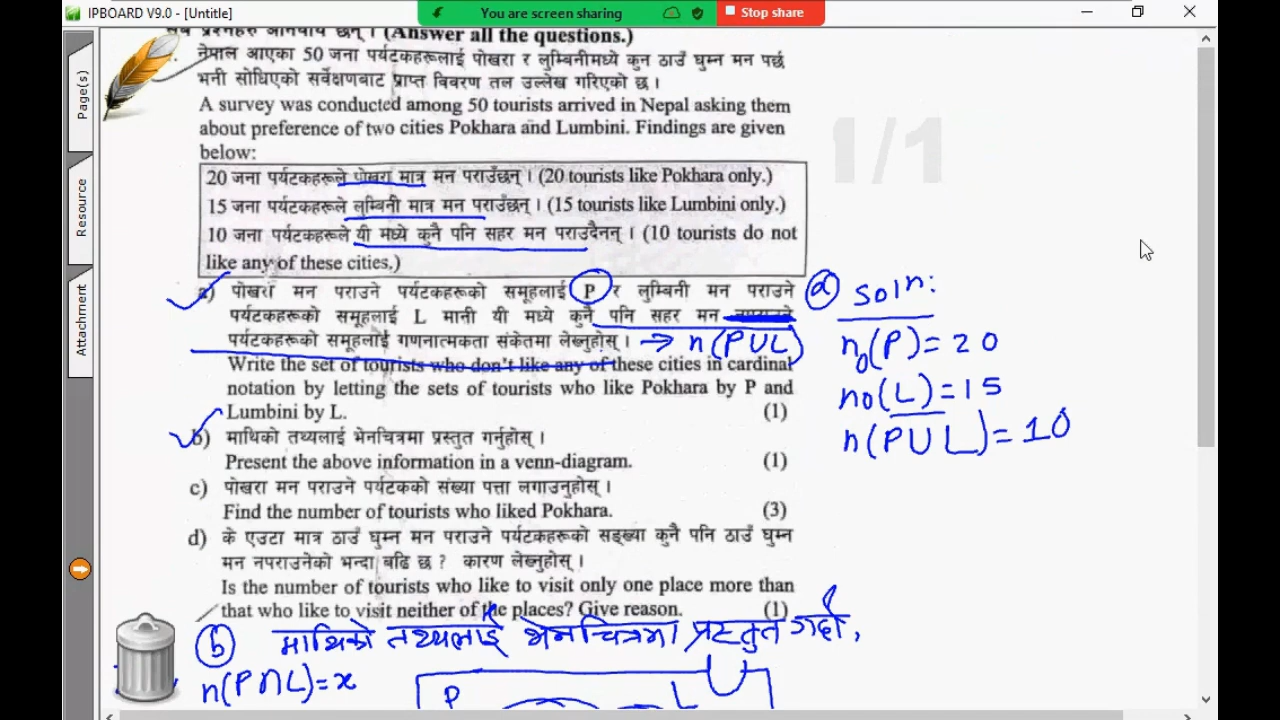 IPBOARD V9.0 - [Untitle]
You are screen sharing
Stop share
Page(s)
Resource
Attachment
1/1
(Answer all the questions.)
नेपाल आएका 50 जना पर्यटकहरूलाई पोखरा र लुम्बिनीमध्ये कुन ठाउँ घुम्न मन पर्छ
भनी सोधिएको सर्वेक्षणबाट प्राप्त विवरण तल उल्लेख गरिएको छ ।
A survey was conducted among 50 tourists arrived in Nepal asking them
about preference of two cities Pokhara and Lumbini. Findings are given
below:
20 जना पर्यटकहरूले पोखरा मात्र मन पराउँछन् । (20 tourists like Pokhara only.)
15 जना पर्यटकहरूले लुम्बिनी मात्र मन पराउँछन् । (15 tourists like Lumbini only.)
10 जना पर्यटकहरूले यी मध्ये कुनै पनि सहर मन पराउदैनन् । (10 tourists do not
like any of these cities.)
a) पोखरा मन पराउने पर्यटकहरूको समूहलाई P र लुम्बिनी मन पराउने
पर्यटकहरूको समूहलाई L मानी यी मध्ये कुनै पनि सहर मन
पर्यटकहरूको समूहलाई गणनात्मकता संकेतमा लेख्नुहोस् । → n(P∪L)
Write the set of tourists who don't like any of these cities in cardinal
notation by letting the sets of tourists who like Pokhara by P and
Lumbini by L. (1)
b) माथिको तथ्यलाई भेनचित्रमा प्रस्तुत गर्नुहोस् ।
Present the above information in a venn-diagram. (1)
c) पोखरा मन पराउने पर्यटकको संख्या पत्ता लगाउनुहोस् ।
Find the number of tourists who liked Pokhara. (3)
d) के एउटा मात्र ठाउँ घुम्न मन पराउने पर्यटकहरूको सङ्ख्या कुनै पनि ठाउँ घुम्न
मन नपराउनेको भन्दा बढि छ ? कारण लेख्नुहोस् ।
Is the number of tourists who like to visit only one place more than
that who like to visit neither of the places? Give reason. (1)
a) Soln:
n₀(P) = 20
n₀(L) = 15
n(P̅ ̅∪̅ ̅L̅) = 10
b) माथिको तथ्यलाई भेनचित्रमा प्रस्तुत गर्दा,
n(P∩L) = x
P L U